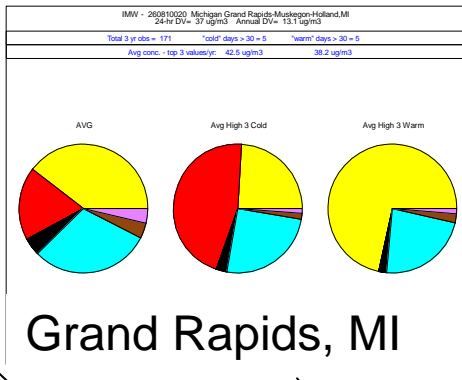 IMW - 260810020 Michigan Grand Rapids-Muskegon-Holland,MI
24-hr DV= 37 ug/m3 Annual DV= 13.1 ug/m3
Total 3 yr obs = 171 "cold" days > 30 = 5 "warm" days > 30 = 5
Avg conc. - top 3 values/yr: 42.5 ug/m3 38.2 ug/m3
AVG Avg High 3 Cold Avg High 3 Warm
Grand Rapids, MI